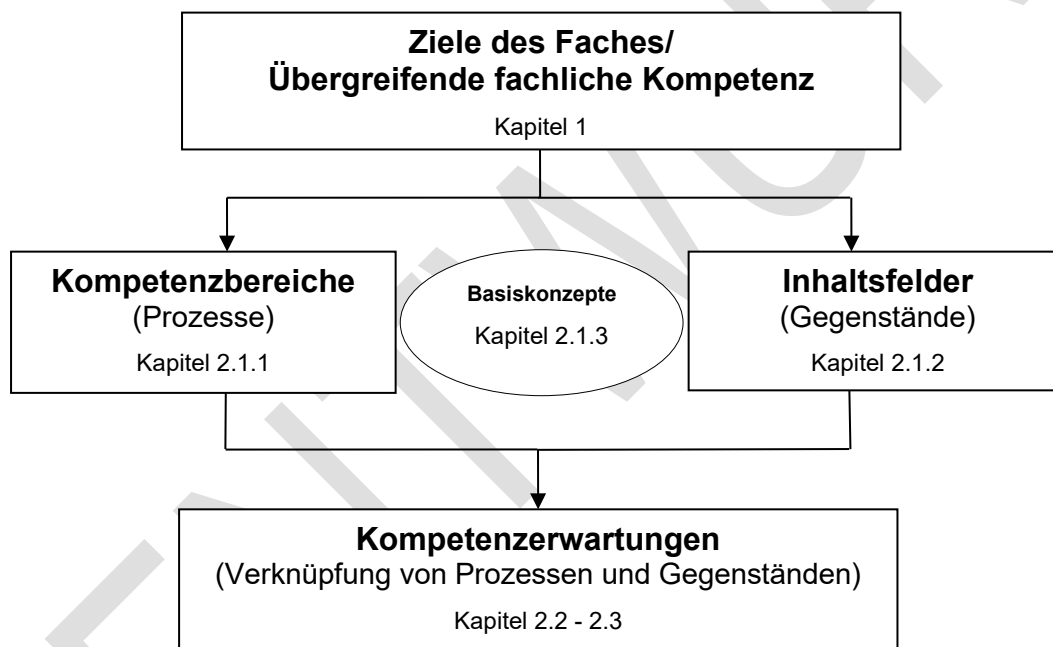 Ziele des Faches/
Übergreifende fachliche Kompetenz
Kapitel 1
Kompetenzbereiche
(Prozesse)
Kapitel 2.1.1
Basiskonzepte
Kapitel 2.1.3
Inhaltsfelder
(Gegenstände)
Kapitel 2.1.2
Kompetenzerwartungen
(Verknüpfung von Prozessen und Gegenständen)
Kapitel 2.2 - 2.3